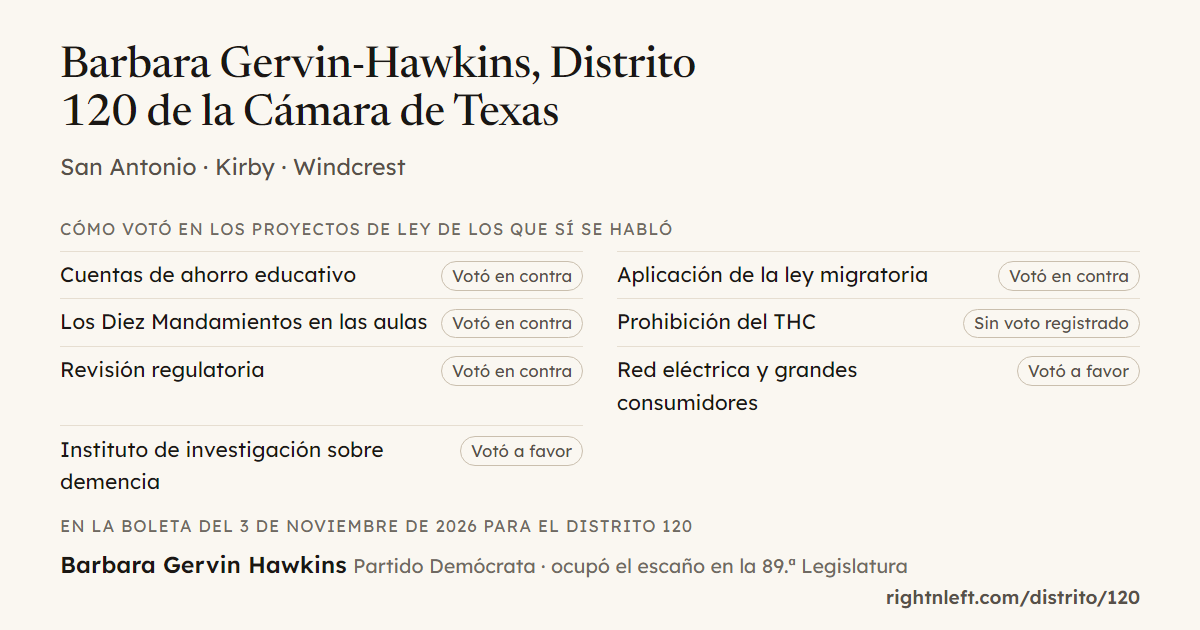 Barbara Gervin-Hawkins, Distrito
120 de la Cámara de Texas
San Antonio · Kirby · Windcrest
CÓMO VOTÓ EN LOS PROYECTOS DE LEY DE LOS QUE SÍ SE HABLÓ
Cuentas de ahorro educativo Votó en contra
Aplicación de la ley migratoria Votó en contra
Los Diez Mandamientos en las aulas Votó en contra
Prohibición del THC Sin voto registrado
Revisión regulatoria Votó en contra
Red eléctrica y grandes Votó a favor
consumidores
Instituto de investigación sobre Votó a favor
demencia
EN LA BOLETA DEL 3 DE NOVIEMBRE DE 2026 PARA EL DISTRITO 120
Barbara Gervin Hawkins Partido Demócrata · ocupó el escaño en la 89.ª Legislatura
rightnleft.com/distrito/120